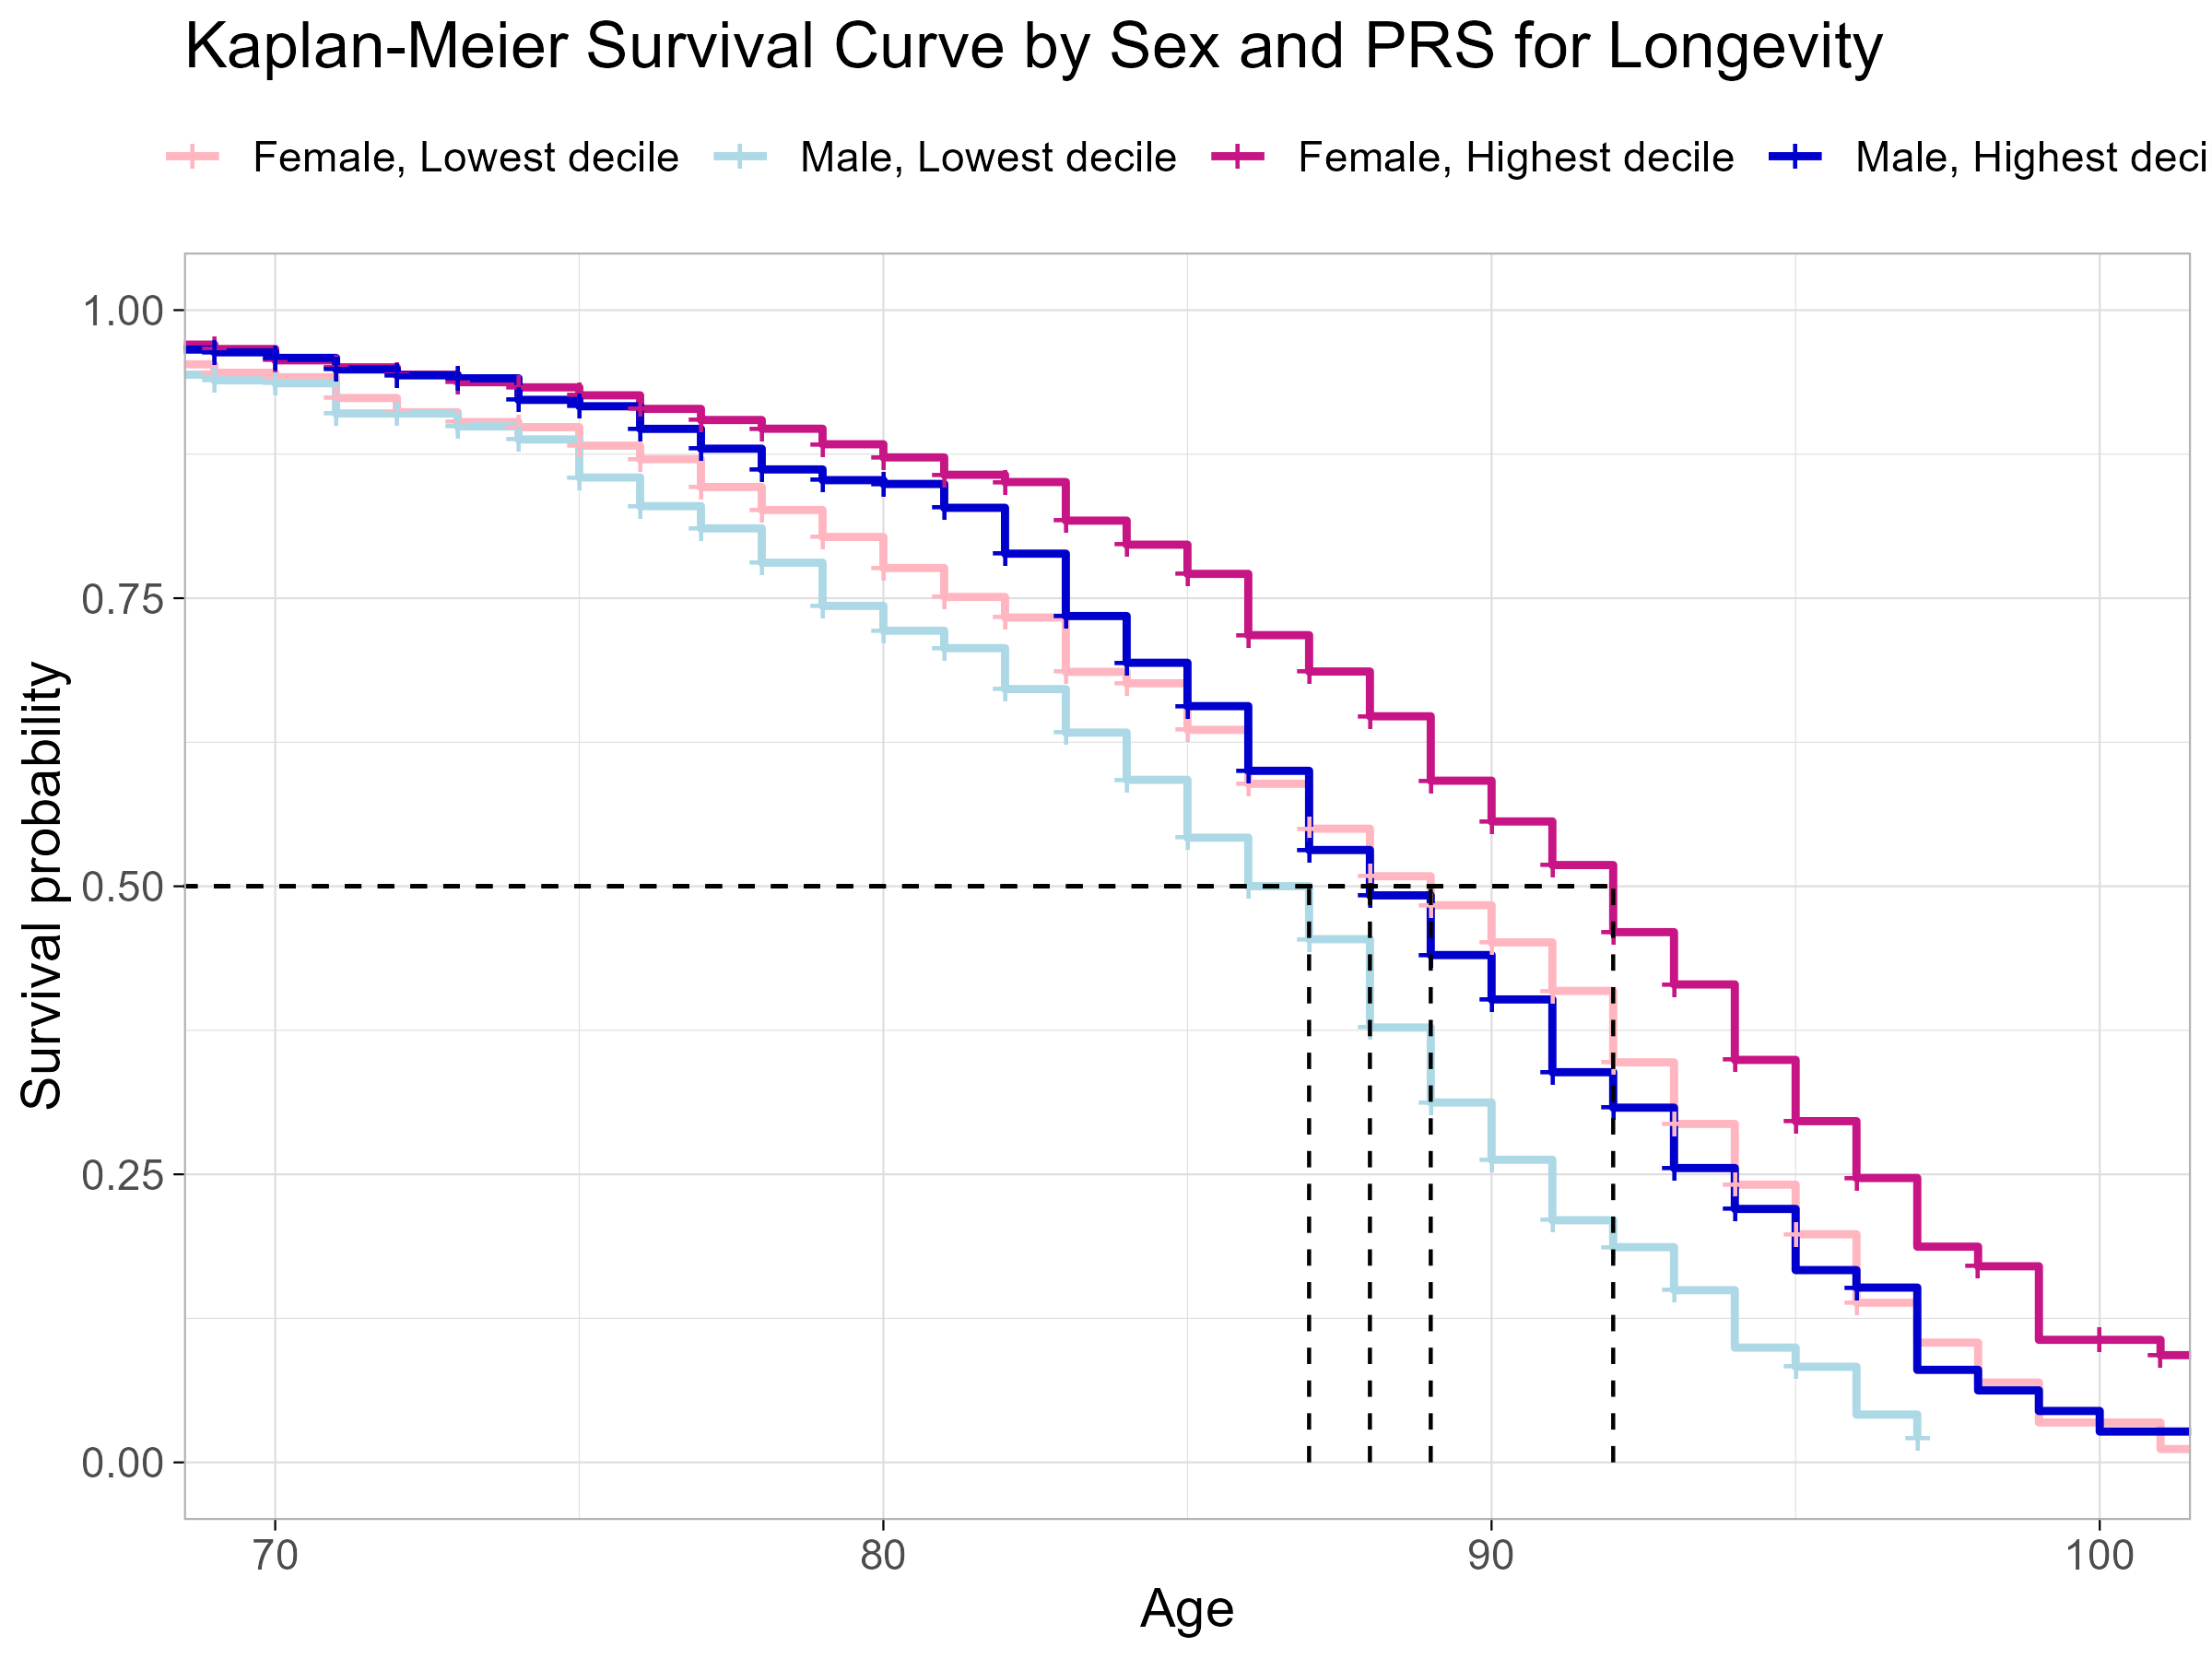 Kaplan-Meier Survival Curve by Sex and PRS for Longevity
Female, Lowest decile Male, Lowest decile Female, Highest decile Male, Highest deci
1.00
0.75
0.50
0.25
0.00
Survival probability
70 80 90 100
Age